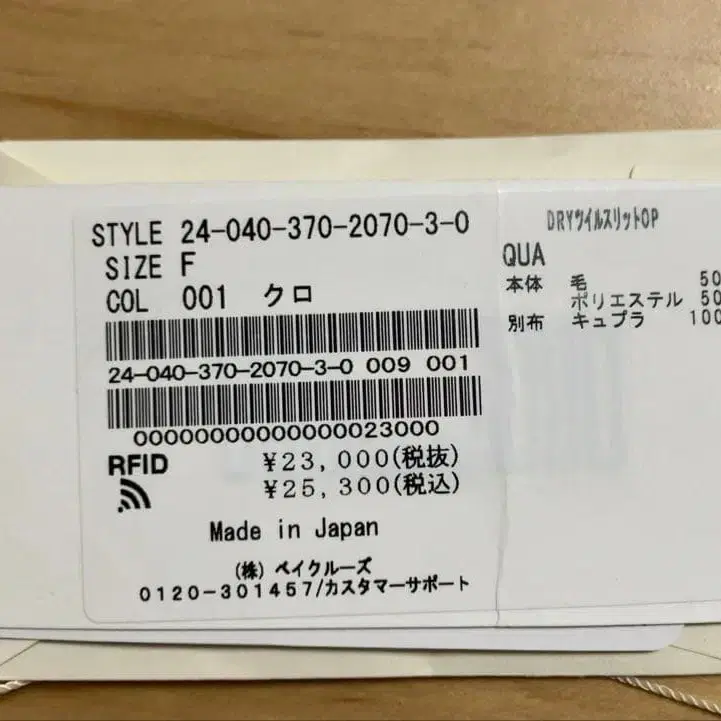 STYLE 24-040-370-2070-3-0
SIZE F
COL 001 クロ
24-040-370-2070-3-0 009 001
00000000000000000023000
RFID
¥23,000(税抜)
¥25,300(税込)
Made in Japan
(株) ベイクルーズ
0120-301457/カスタマーサポート
DRYツイルスリットOP
QUA
本体 毛 50
ポリエステル 50
別布 キュプラ 100